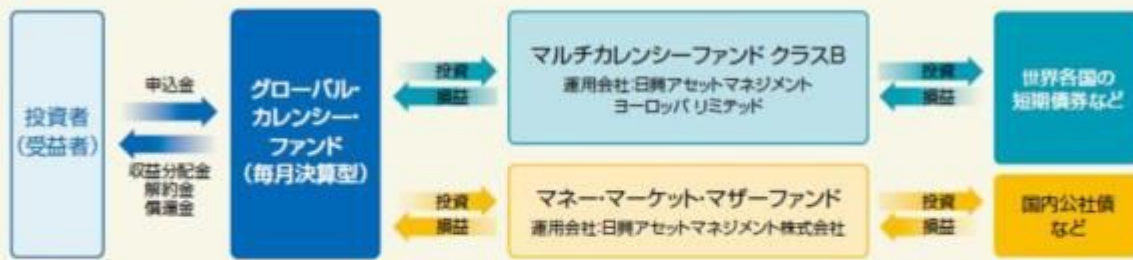 投資者
(受益者)
申込金
収益分配金
解約金
償還金
グローバル・
カレンシー・
ファンド
(毎月決算型)
投資
損益
マルチカレンシーファンド クラスB
運用会社:日興アセットマネジメント
ヨーロッパ リミテッド
投資
損益
世界各国の
短期債券など
投資
損益
マネー・マーケット・マザーファンド
運用会社:日興アセットマネジメント株式会社
投資
損益
国内公社債
など